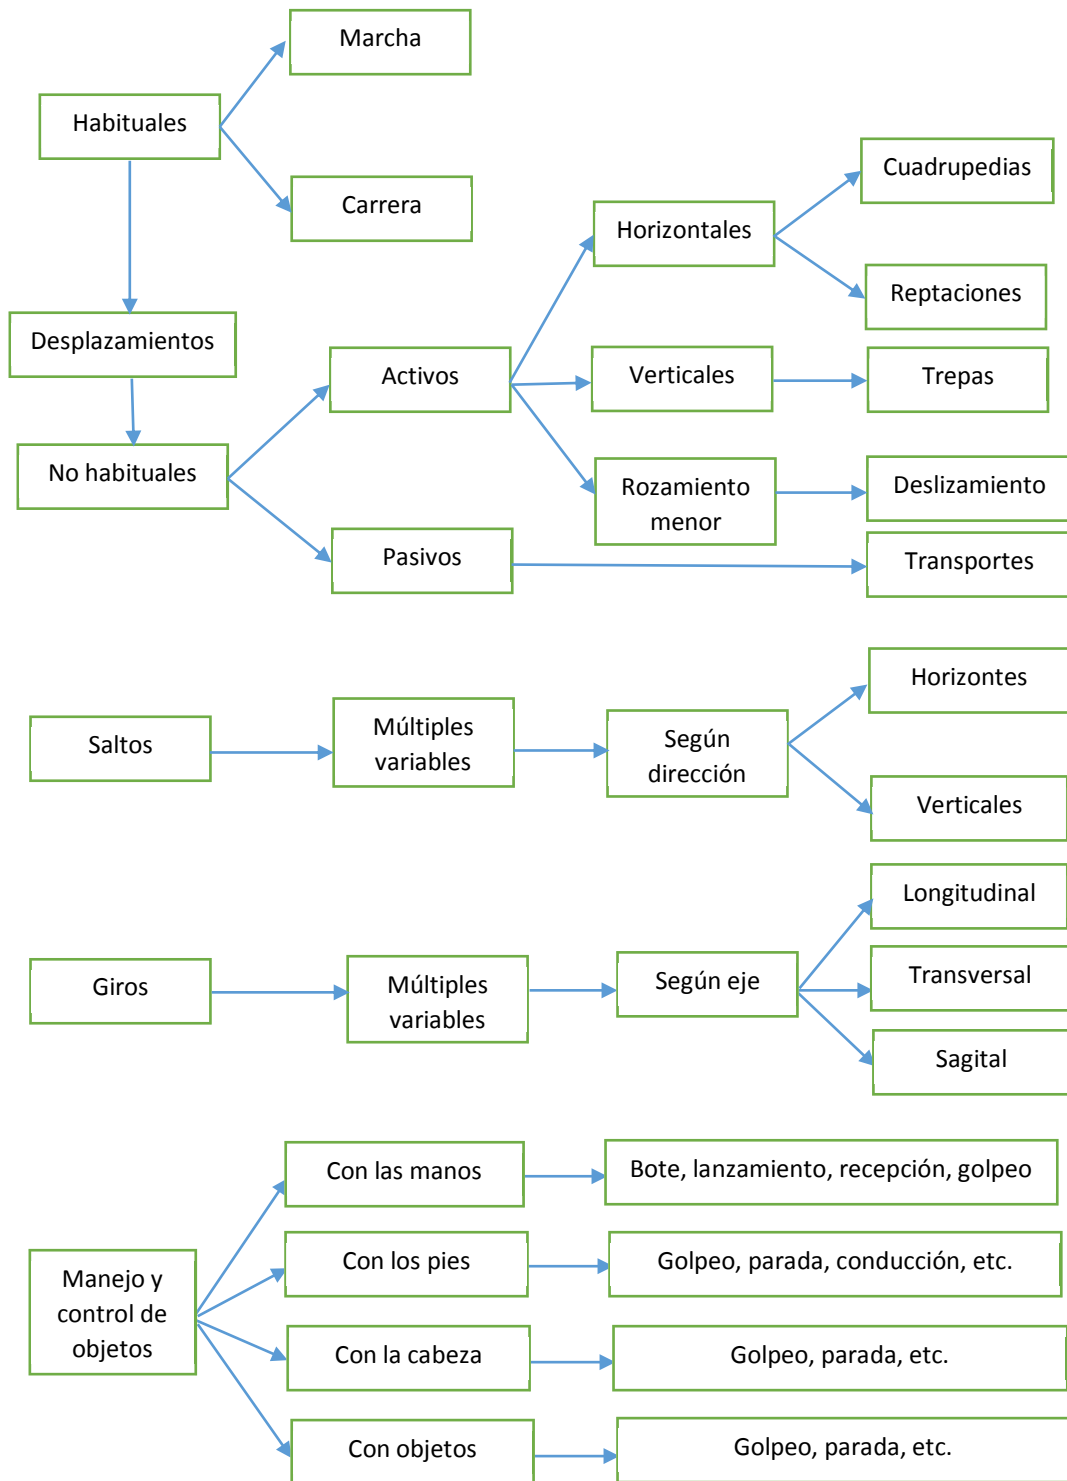 Marcha
Habituales
Carrera
Cuadrupedias
Horizontales
Reptaciones
Desplazamientos
Activos
Verticales
Trepas
No habituales
Rozamiento
menor
Deslizamiento
Pasivos
Transportes
Saltos
Múltiples
variables
Según
dirección
Horizontes
Verticales
Giros
Múltiples
variables
Según eje
Longitudinal
Transversal
Sagital
Manejo y
control de
objetos
Con las manos
Bote, lanzamiento, recepción, golpeo
Con los pies
Golpeo, parada, conducción, etc.
Con la cabeza
Golpeo, parada, etc.
Con objetos
Golpeo, parada, etc.